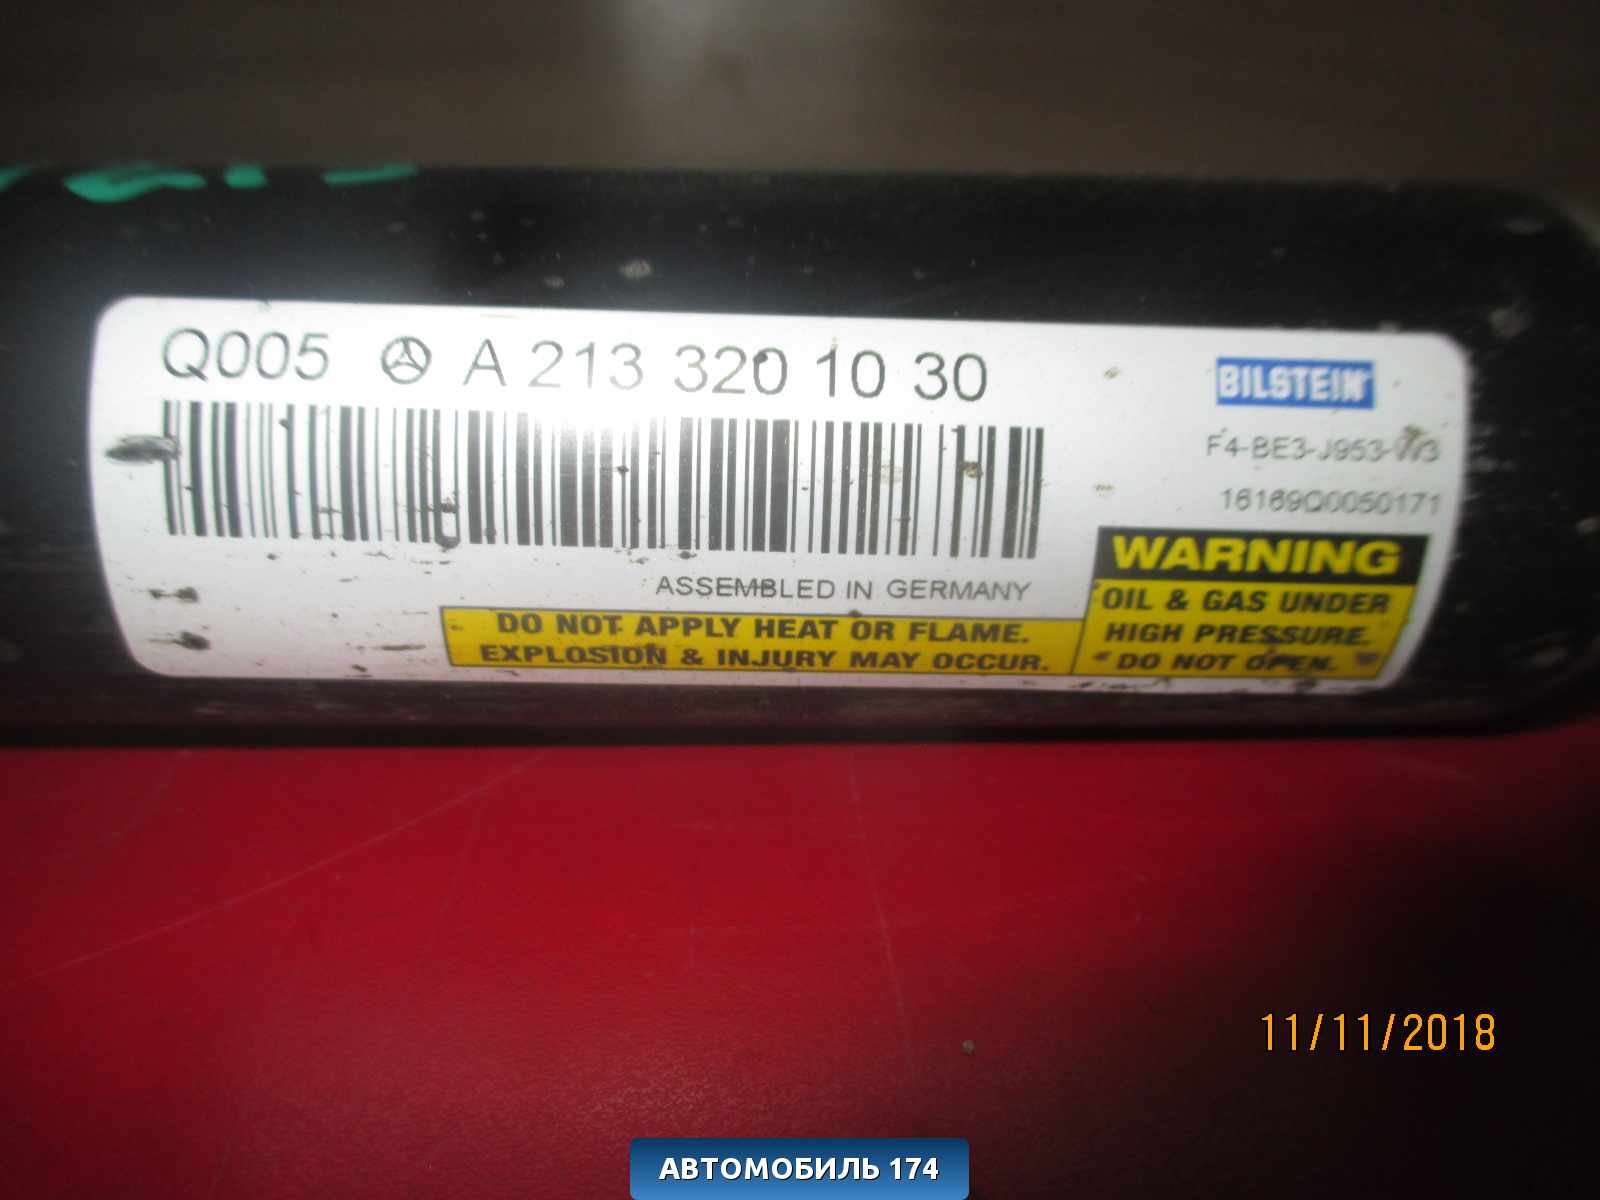 Q005 A 213 320 10 30
BILSTEIN
F4-BE3-J953-W3
16169Q0050171
ASSEMBLED IN GERMANY
DO NOT APPLY HEAT OR FLAME.
EXPLOSION & INJURY MAY OCCUR.
WARNING
OIL & GAS UNDER
HIGH PRESSURE.
DO NOT OPEN.
11/11/2018
АВТОМОБИЛЬ 174